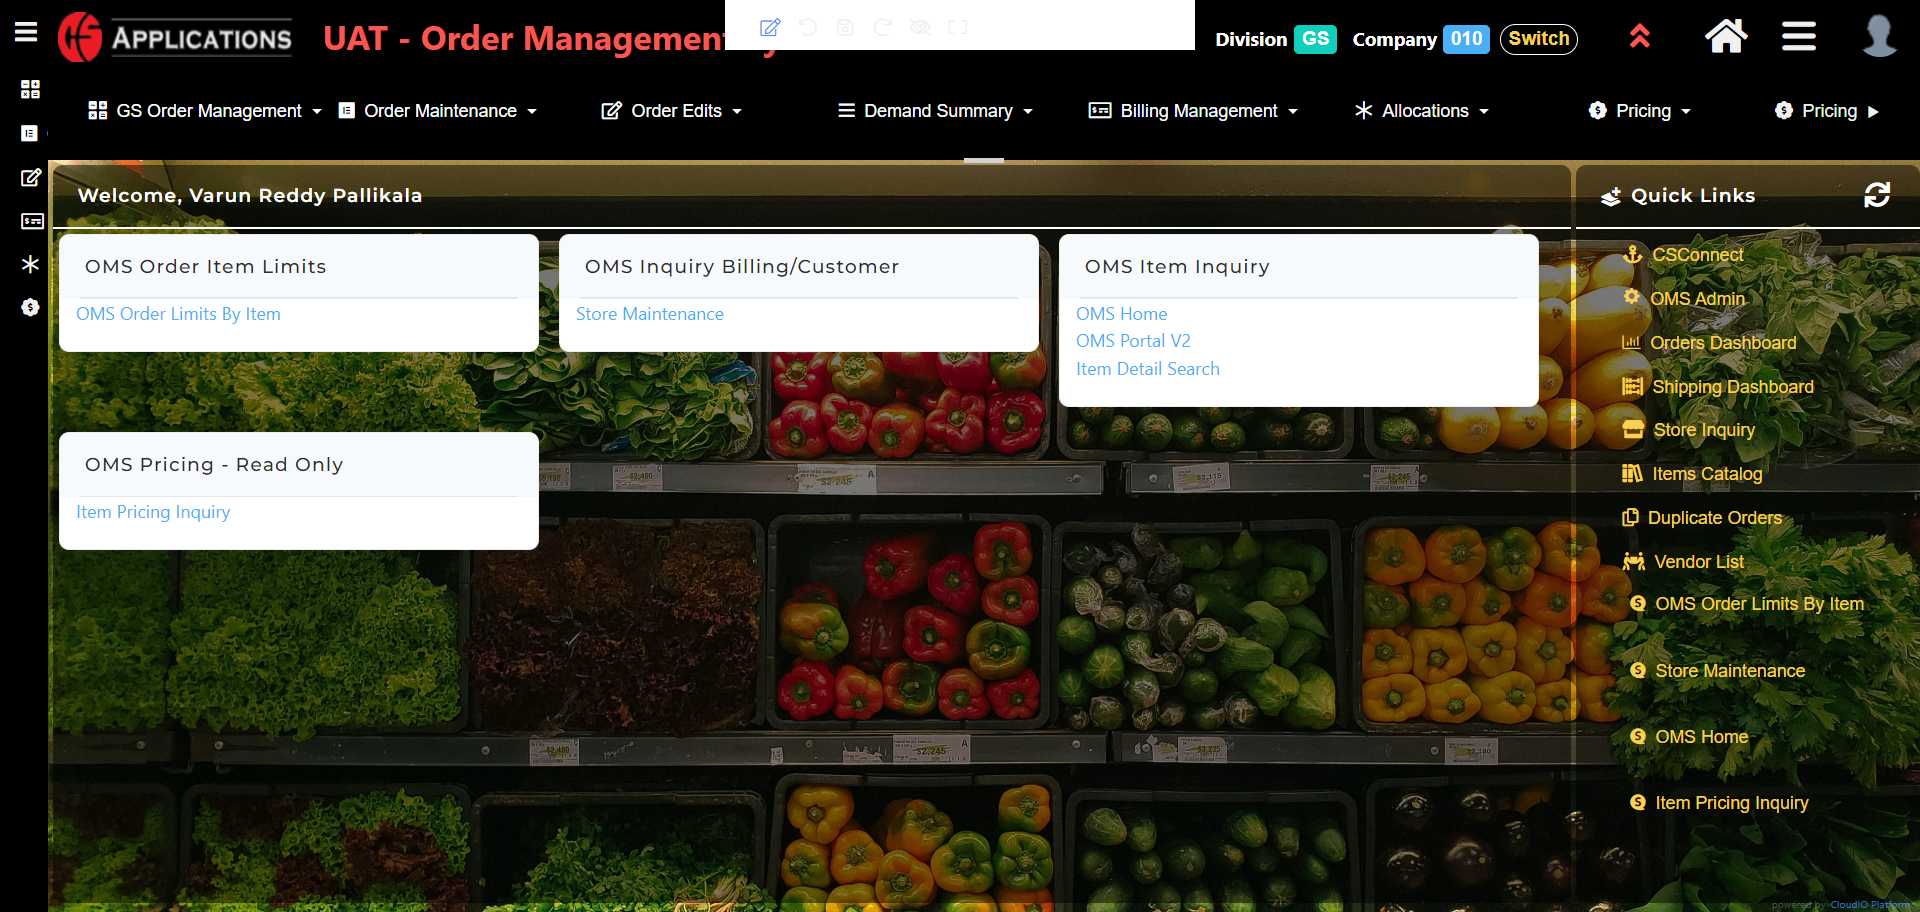 APPLICATIONS
UAT - Order Management
Division GS Company 010 Switch
GS Order Management
Order Maintenance
Order Edits
Demand Summary
Billing Management
Allocations
Pricing
Pricing
Welcome, Varun Reddy Pallikala
OMS Order Item Limits
OMS Order Limits By Item
OMS Inquiry Billing/Customer
Store Maintenance
OMS Item Inquiry
OMS Home
OMS Portal V2
Item Detail Search
OMS Pricing - Read Only
Item Pricing Inquiry
Quick Links
CSConnect
OMS Admin
Orders Dashboard
Shipping Dashboard
Store Inquiry
Items Catalog
Duplicate Orders
Vendor List
OMS Order Limits By Item
Store Maintenance
OMS Home
Item Pricing Inquiry
powered by CloudIO Platform